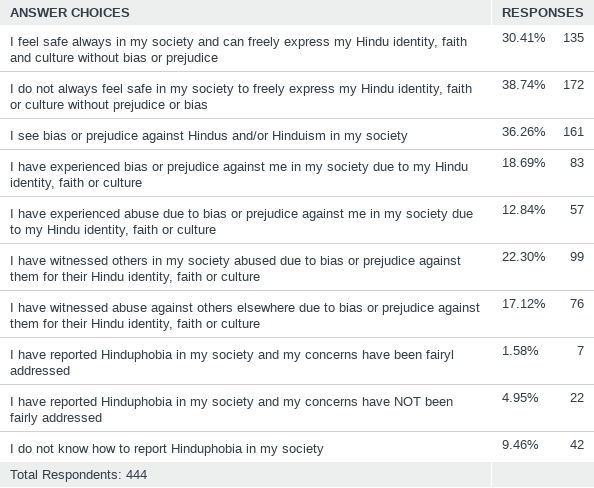 ANSWER CHOICES RESPONSES
I feel safe always in my society and can freely express my Hindu identity, faith 30.41% 135
and culture without bias or prejudice
I do not always feel safe in my society to freely express my Hindu identity, faith 38.74% 172
or culture without prejudice or bias
I see bias or prejudice against Hindus and/or Hinduism in my society 36.26% 161
I have experienced bias or prejudice against me in my society due to my Hindu 18.69% 83
identity, faith or culture
I have experienced abuse due to bias or prejudice against me in my society due 12.84% 57
to my Hindu identity, faith or culture
I have witnessed others in my society abused due to bias or prejudice against 22.30% 99
them for their Hindu identity, faith or culture
I have witnessed abuse against others elsewhere due to bias or prejudice against 17.12% 76
them for their Hindu identity, faith or culture
I have reported Hinduphobia in my society and my concerns have been fairyl 1.58% 7
addressed
I have reported Hinduphobia in my society and my concerns have NOT been 4.95% 22
fairly addressed
I do not know how to report Hinduphobia in my society 9.46% 42
Total Respondents: 444